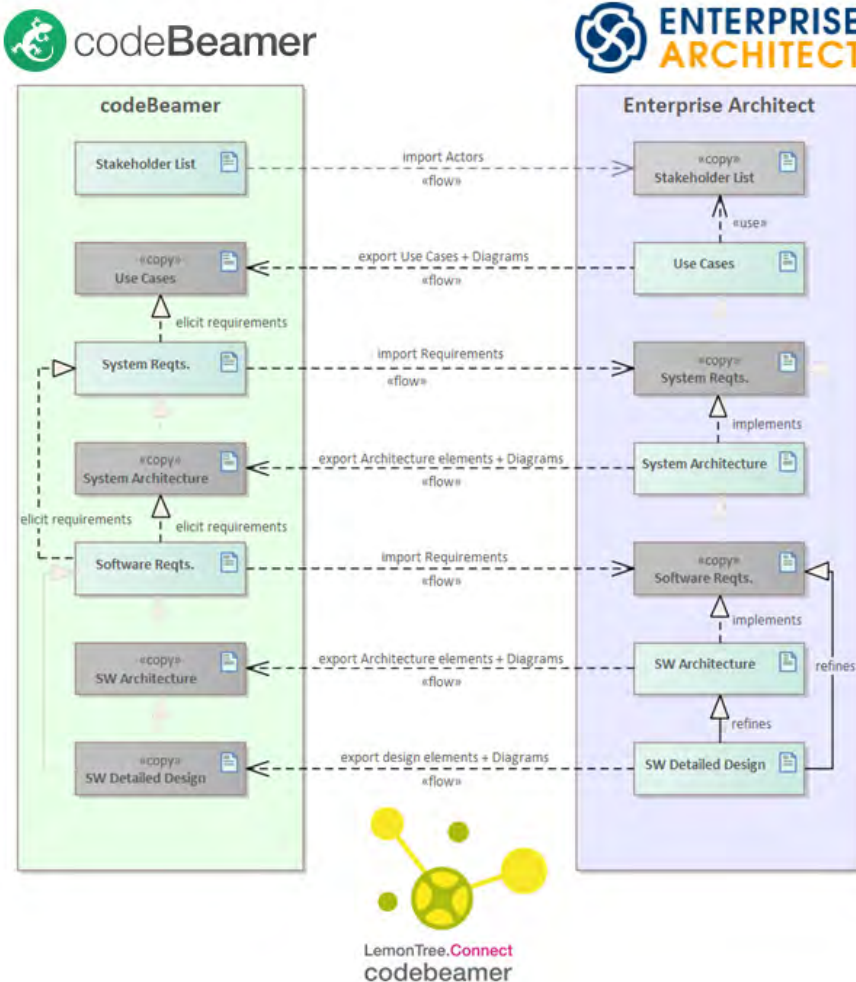 codeBeamer
ENTERPRISE
ARCHITECT
codeBeamer
Enterprise Architect
Stakeholder List
import Actors
«flow»
«copy»
Stakeholder List
«use»
«copy»
Use Cases
export Use Cases + Diagrams
«flow»
Use Cases
elicit requirements
System Reqts.
import Requirements
«flow»
«copy»
System Reqts.
implements
«copy»
System Architecture
export Architecture elements + Diagrams
«flow»
System Architecture
elicit requirements
elicit requirements
Software Reqts.
import Requirements
«flow»
«copy»
Software Reqts.
implements
«copy»
SW Architecture
export Architecture elements + Diagrams
«flow»
SW Architecture
refines
refines
«copy»
SW Detailed Design
export design elements + Diagrams
«flow»
SW Detailed Design
LemonTree.Connect
codebeamer